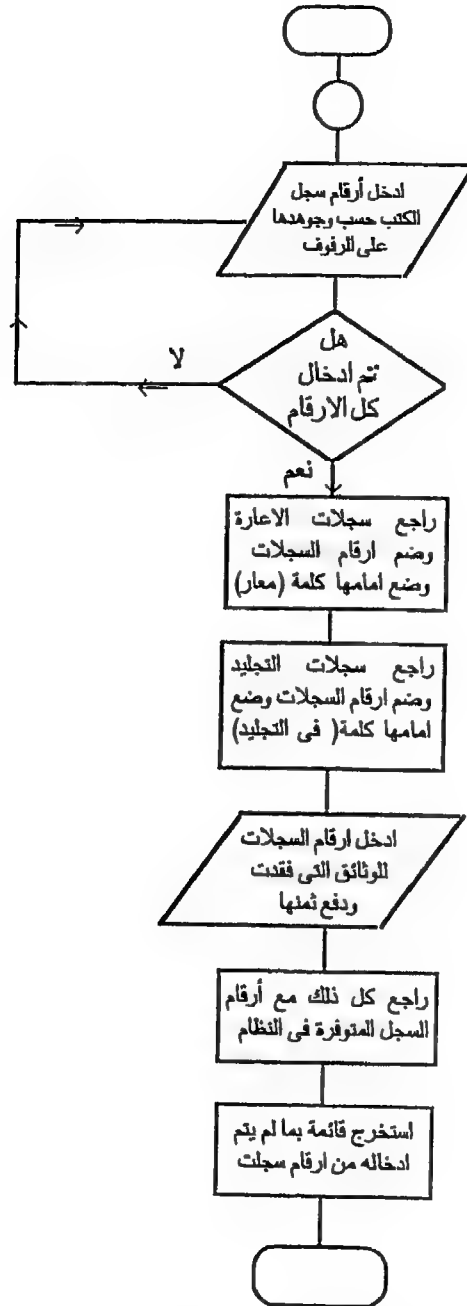 ادخل أرقام سجل
الكتب حسب وجوهدها
على للرفوف
هل
تم ادخال
كل الارقام
لا
نعم
راجع سجلات الاعارة
وضم ارقام السجلات
وضع امامها كلمة (معار)
راجع سجلات التجليد
وضم ارقام السجلات وضع
امامها كلمة( فى التجليد)
ادخل ارقام السجلات
للوثائق التى فقدت
ودفع ثمنها
راجع كل ذلك مع أرقام
السجل المتوفرة فى النظام
استخرج قائمة بما لم يتم
ادخاله من ارقام سجلت